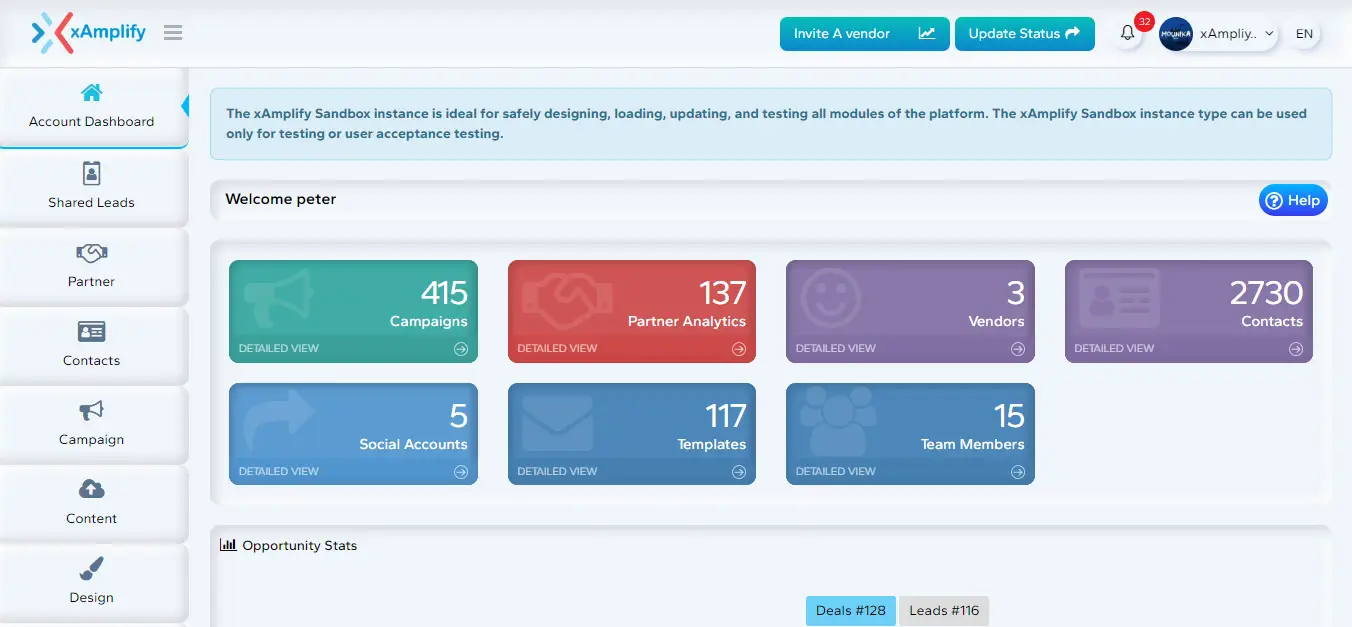 xAmplify
Invite A vendor
Update Status
32
MOUNIKA
xAmpliy..
EN
Account Dashboard
Shared Leads
Partner
Contacts
Campaign
Content
Design
The xAmplify Sandbox instance is ideal for safely designing, loading, updating, and testing all modules of the platform. The xAmplify Sandbox instance type can be used
only for testing or user acceptance testing.
Welcome peter
Help
415
Campaigns
DETAILED VIEW
137
Partner Analytics
DETAILED VIEW
3
Vendors
DETAILED VIEW
2730
Contacts
DETAILED VIEW
5
Social Accounts
DETAILED VIEW
117
Templates
DETAILED VIEW
15
Team Members
DETAILED VIEW
Opportunity Stats
Deals #128
Leads #116